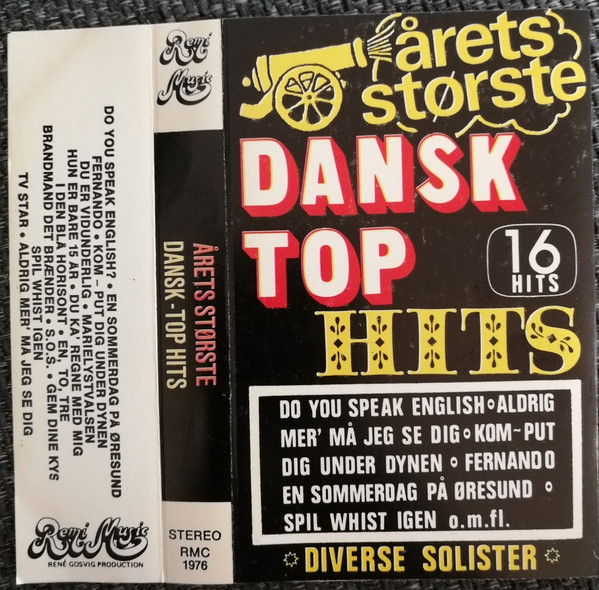 Remi
Music
DO YOU SPEAK ENGLISH? • EN SOMMERDAG PÅ ØRESUND
FERNANDO • KOM – PUT DIG UNDER DYNEN
DU ER VIDUNDERLIG • MARIELYSTVALSEN
HUN ER BARE 15 ÅR • DU KA' REGNE MED MIG
I DEN BLÅ HORISONT • EN, TO, TRE
BRANDMAND DET BRÆNDER • S.O.S. • GEM DINE KYS
SPIL WHIST IGEN
TV STAR • ALDRIG MER' MÅ JEG SE DIG
Remi Music
RENÉ GOSVIG PRODUCTION
ÅRETS STØRSTE
DANSK - TOP HITS
STEREO
RMC
1976
årets
største
DANSK
TOP
16
HITS
HITS
DO YOU SPEAK ENGLISH ∘ ALDRIG
MER' MÅ JEG SE DIG ∘ KOM~PUT
DIG UNDER DYNEN ∘ FERNANDO
EN SOMMERDAG PÅ ØRESUND ∘
SPIL WHIST IGEN o.m.fl.
DIVERSE SOLISTER